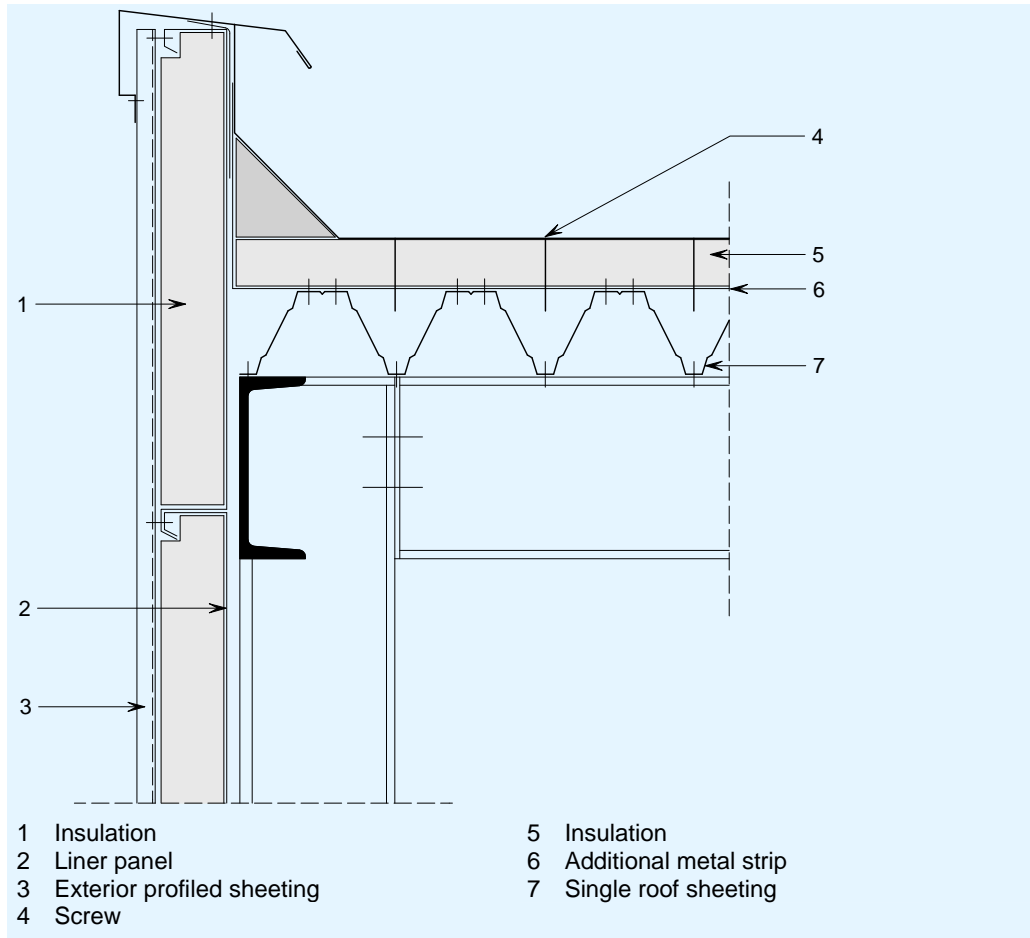 4
5
1
6
7
2
3
1 Insulation
2 Liner panel
3 Exterior profiled sheeting
4 Screw
5 Insulation
6 Additional metal strip
7 Single roof sheeting